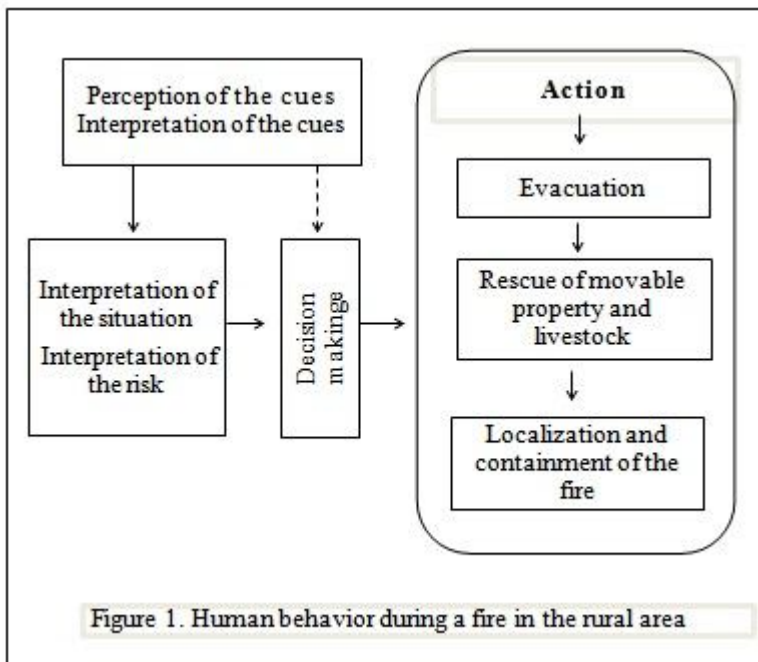 Perception of the cues
Interpretation of the cues
Interpretation of
the situation
Interpretation of
the risk
Decision
makinge
Action
Evacuation
Rescue of movable
property and
livestock
Localization and
containment of the
fire
Figure 1. Human behavior during a fire in the rural area